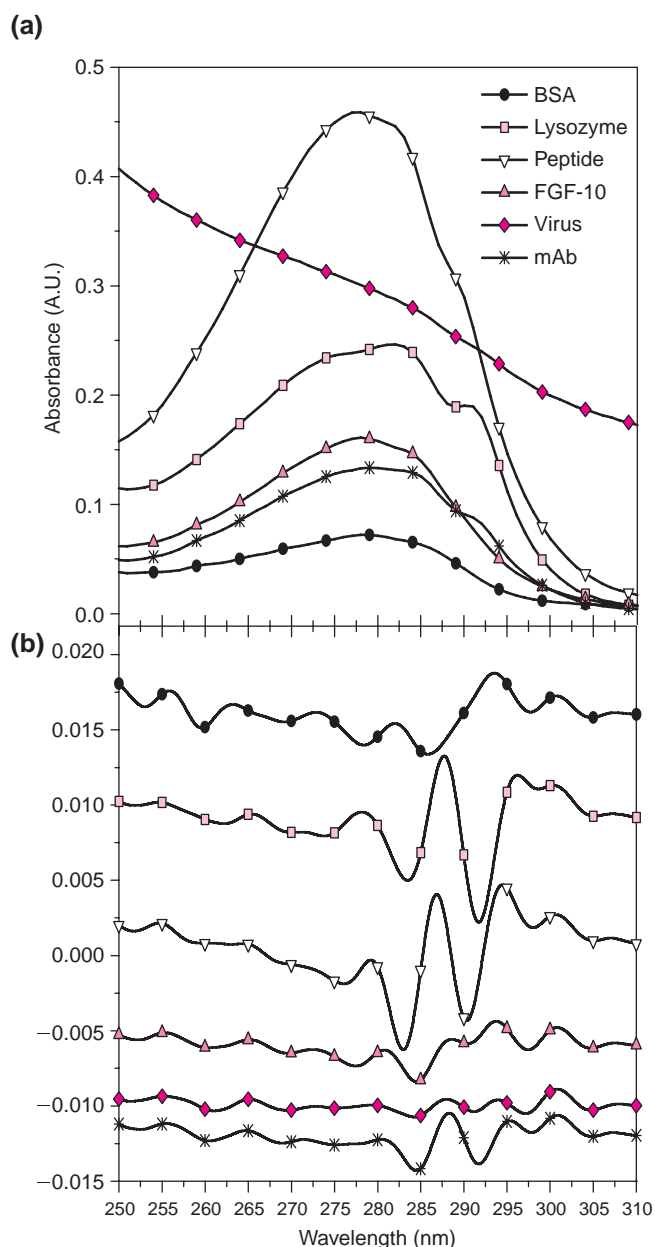 (a)
0.5
0.4
0.3
0.2
0.1
0.0
Absorbance (A.U.)
BSA
Lysozyme
Peptide
FGF-10
Virus
mAb
(b)
0.020
0.015
0.010
0.005
0.000
−0.005
−0.010
−0.015
250 255 260 265 270 275 280 285 290 295 300 305 310
Wavelength (nm)